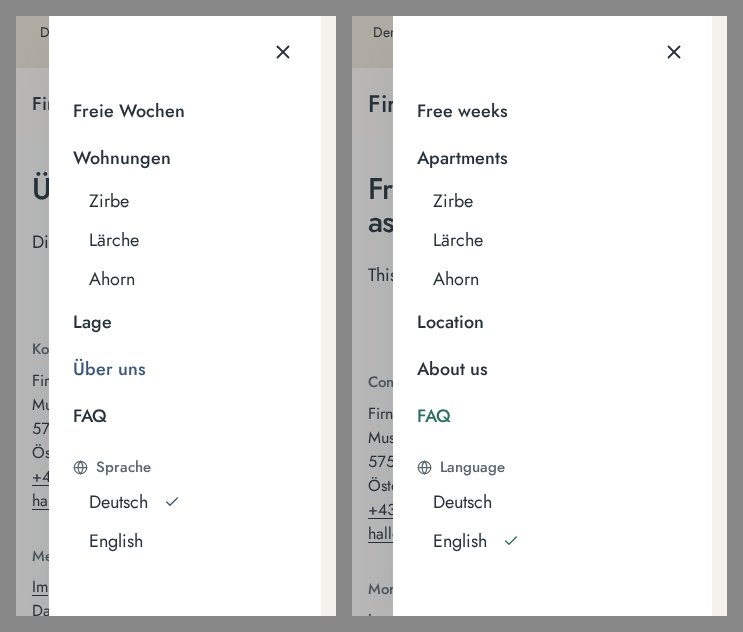 Freie Wochen
Wohnungen
Zirbe
Lärche
Ahorn
Lage
Über uns
FAQ
Sprache
Deutsch
English
Free weeks
Apartments
Zirbe
Lärche
Ahorn
Location
About us
FAQ
Language
Deutsch
English